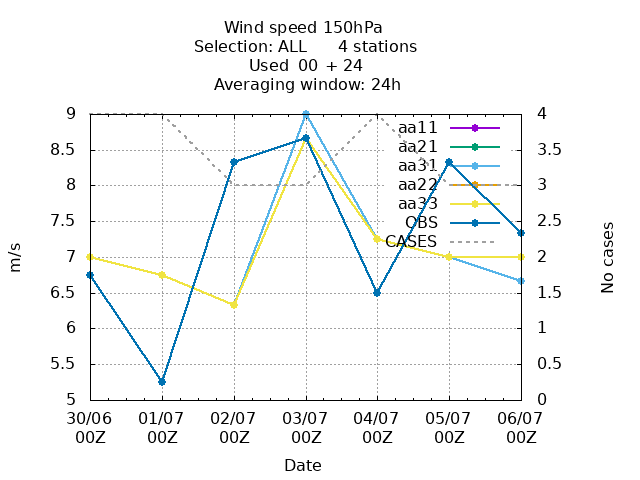 Wind speed 150hPa
Selection: ALL 4 stations
Used 00 + 24
Averaging window: 24h
9
8.5
8
7.5
7
6.5
6
5.5
5
m/s
4
3.5
3
2.5
2
1.5
1
0.5
0
No cases
aa11
aa21
aa31
aa22
aa33
OBS
CASES
30/06 01/07 02/07 03/07 04/07 05/07 06/07
00Z 00Z 00Z 00Z 00Z 00Z 00Z
Date